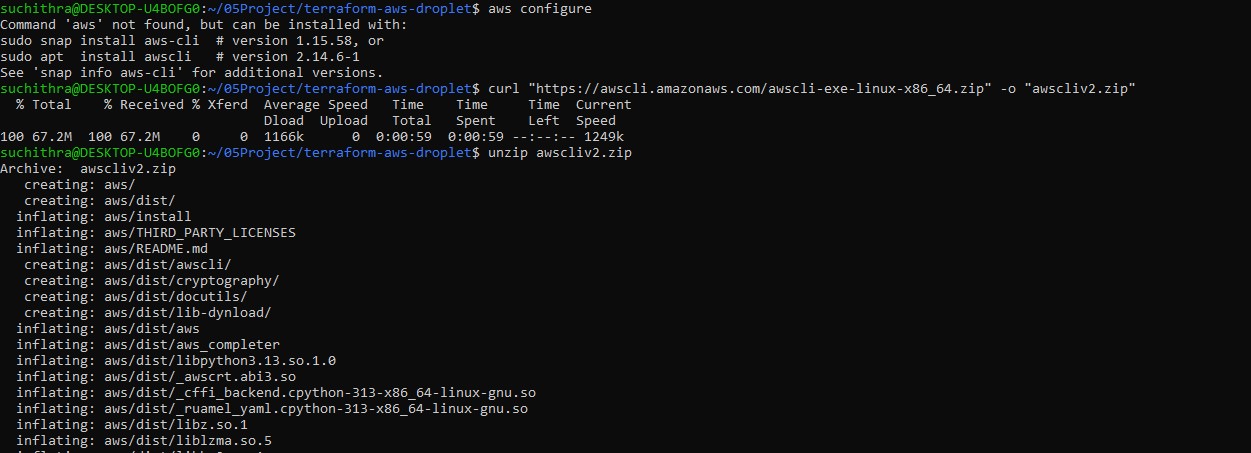 suchithra@DESKTOP-U4BOFG0:~/05Project/terraform-aws-droplet$ aws configure
Command 'aws' not found, but can be installed with:
sudo snap install aws-cli  # version 1.15.58, or
sudo apt  install awscli   # version 2.14.6-1
See 'snap info aws-cli' for additional versions.
suchithra@DESKTOP-U4BOFG0:~/05Project/terraform-aws-droplet$ curl "https://awscli.amazonaws.com/awscli-exe-linux-x86_64.zip" -o "awscliv2.zip"
  % Total    % Received % Xferd  Average Speed   Time    Time     Time  Current
                                 Dload  Upload   Total   Spent    Left  Speed
100 67.2M  100 67.2M    0     0  1166k      0  0:00:59  0:00:59 --:--:-- 1249k
suchithra@DESKTOP-U4BOFG0:~/05Project/terraform-aws-droplet$ unzip awscliv2.zip
Archive:  awscliv2.zip
   creating: aws/
   creating: aws/dist/
  inflating: aws/install
  inflating: aws/THIRD_PARTY_LICENSES
  inflating: aws/README.md
   creating: aws/dist/awscli/
   creating: aws/dist/cryptography/
   creating: aws/dist/docutils/
   creating: aws/dist/lib-dynload/
  inflating: aws/dist/aws
  inflating: aws/dist/aws_completer
  inflating: aws/dist/libpython3.13.so.1.0
  inflating: aws/dist/_awscrt.abi3.so
  inflating: aws/dist/_cffi_backend.cpython-313-x86_64-linux-gnu.so
  inflating: aws/dist/_ruamel_yaml.cpython-313-x86_64-linux-gnu.so
  inflating: aws/dist/libz.so.1
  inflating: aws/dist/liblzma.so.5